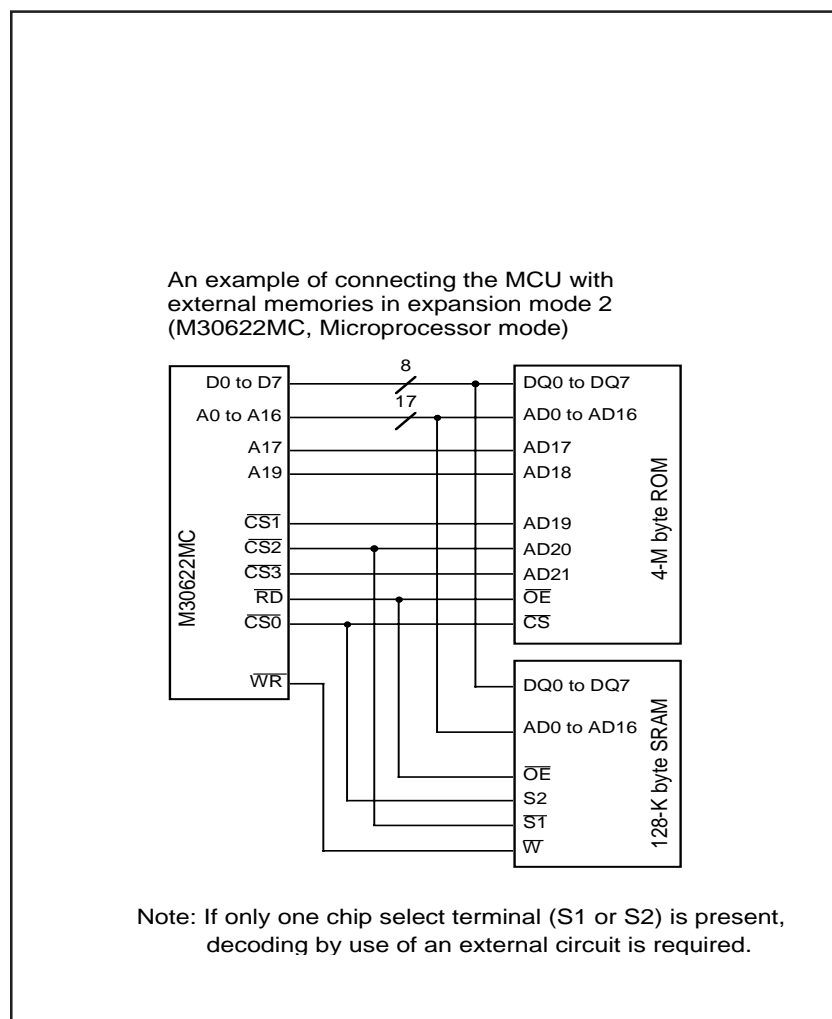 An example of connecting the MCU with
external memories in expansion mode 2
(M30622MC, Microprocessor mode)
8
D0 to D7
DQ0 to DQ7
17
A0 to A16
AD0 to AD16
A17
AD17
A19
AD18
CS1
AD19
CS2
AD20
CS3
AD21
RD
OE
CS0
CS
WR
M30622MC
4-M byte ROM
DQ0 to DQ7
AD0 to AD16
OE
S2
S1
W
128-K byte SRAM
Note: If only one chip select terminal (S1 or S2) is present,
decoding by use of an external circuit is required.